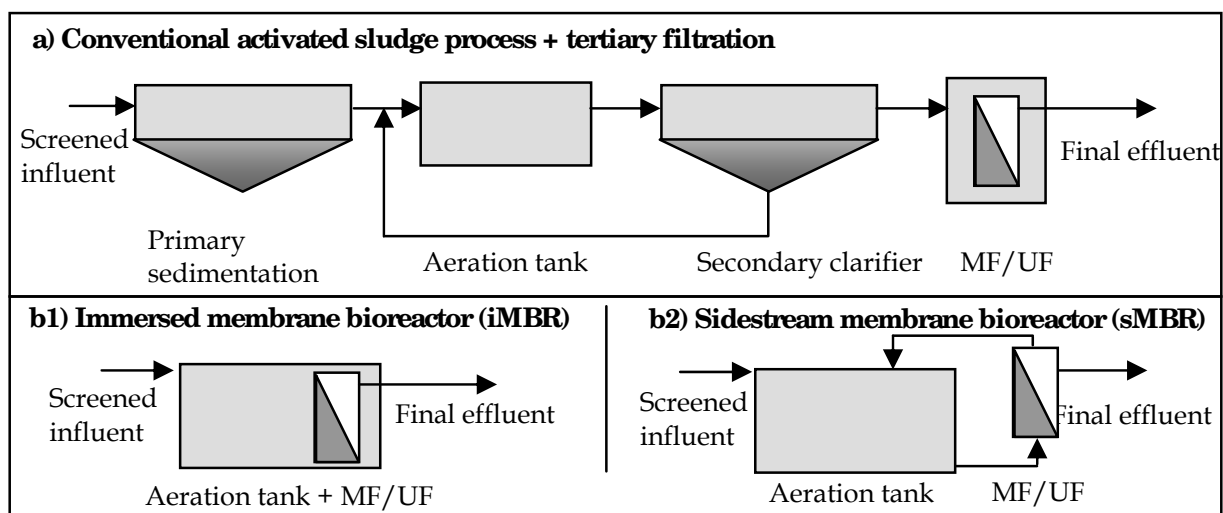 a) Conventional activated sludge process + tertiary filtration
Screened
influent
Primary
sedimentation
Aeration tank
Secondary clarifier
MF/UF
Final effluent
b1) Immersed membrane bioreactor (iMBR)
Screened
influent
Aeration tank + MF/UF
Final effluent
b2) Sidestream membrane bioreactor (sMBR)
Screened
influent
Aeration tank
MF/UF
Final effluent